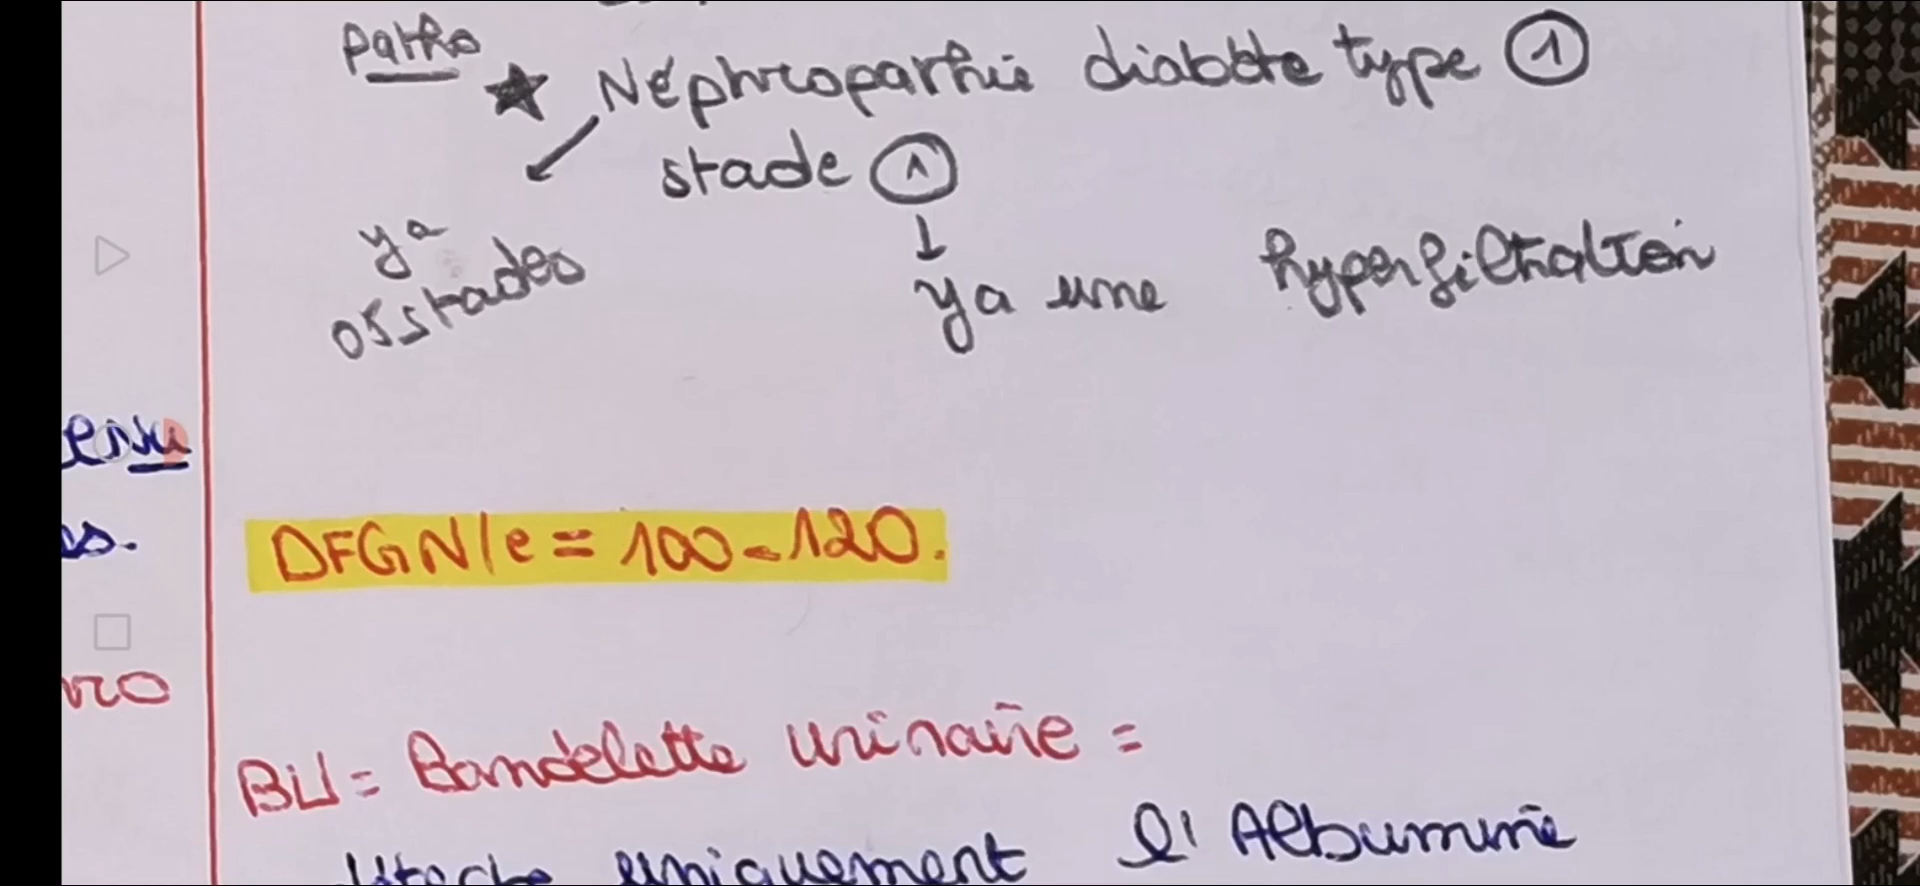 Patho
★ Néphropathie diabète type 1
stade 1
ya
05 stades
ya une hyperfiltration
DFG N/e = 100-120.
BU = Bandelette urinaire =
uniquement l'Albumine